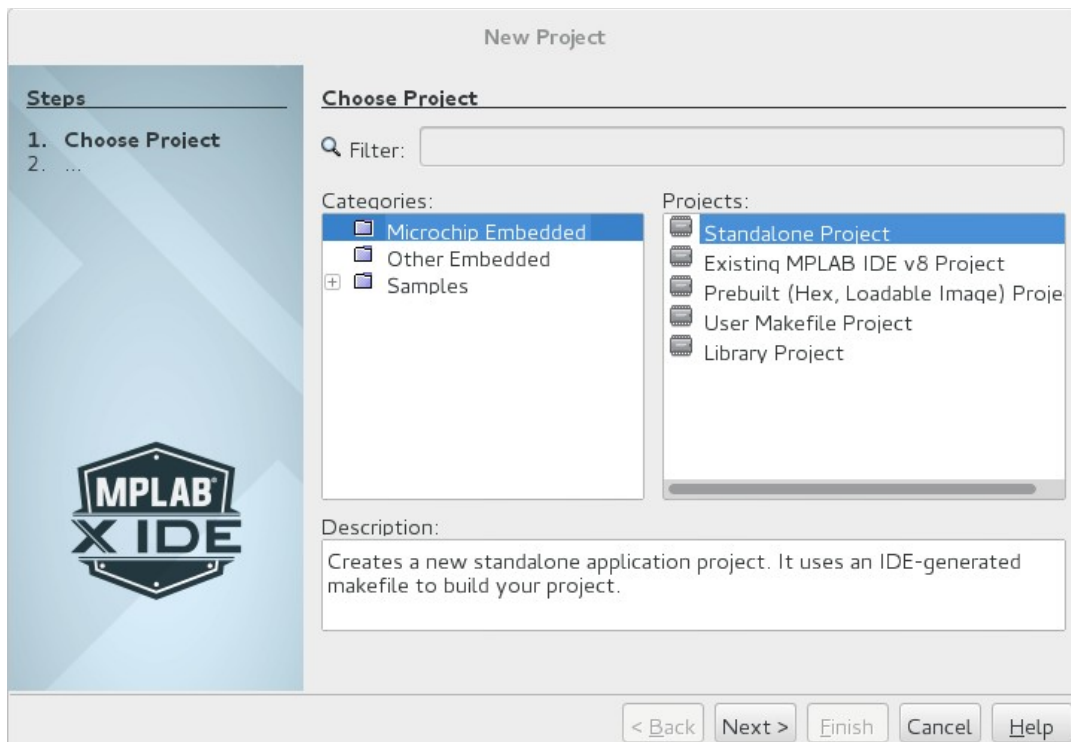 New Project
Steps
1. Choose Project
2. ...
MPLAB®
X IDE
Choose Project
Filter:
Categories:
Microchip Embedded
Other Embedded
Samples
Projects:
Standalone Project
Existing MPLAB IDE v8 Project
Prebuilt (Hex, Loadable Image) Proje
User Makefile Project
Library Project
Description:
Creates a new standalone application project. It uses an IDE-generated
makefile to build your project.
< Back Next > Finish Cancel Help